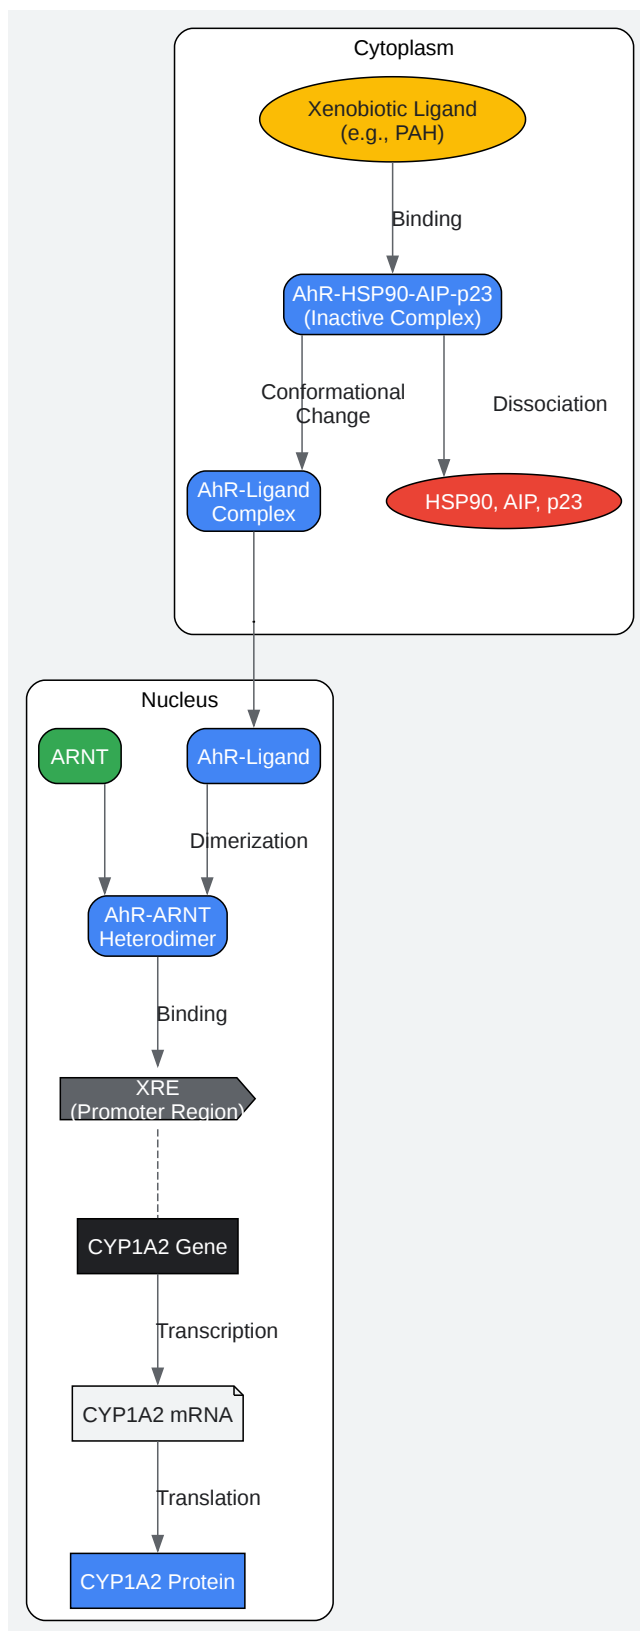 Cytoplasm
Xenobiotic Ligand
(e.g., PAH)
Binding
AhR-HSP90-AIP-p23
(Inactive Complex)
Conformational
Change
Dissociation
AhR-Ligand
Complex
HSP90, AIP, p23
Nucleus
ARNT
AhR-Ligand
Dimerization
AhR-ARNT
Heterodimer
Binding
XRE
(Promoter Region)
CYP1A2 Gene
Transcription
CYP1A2 mRNA
Translation
CYP1A2 Protein